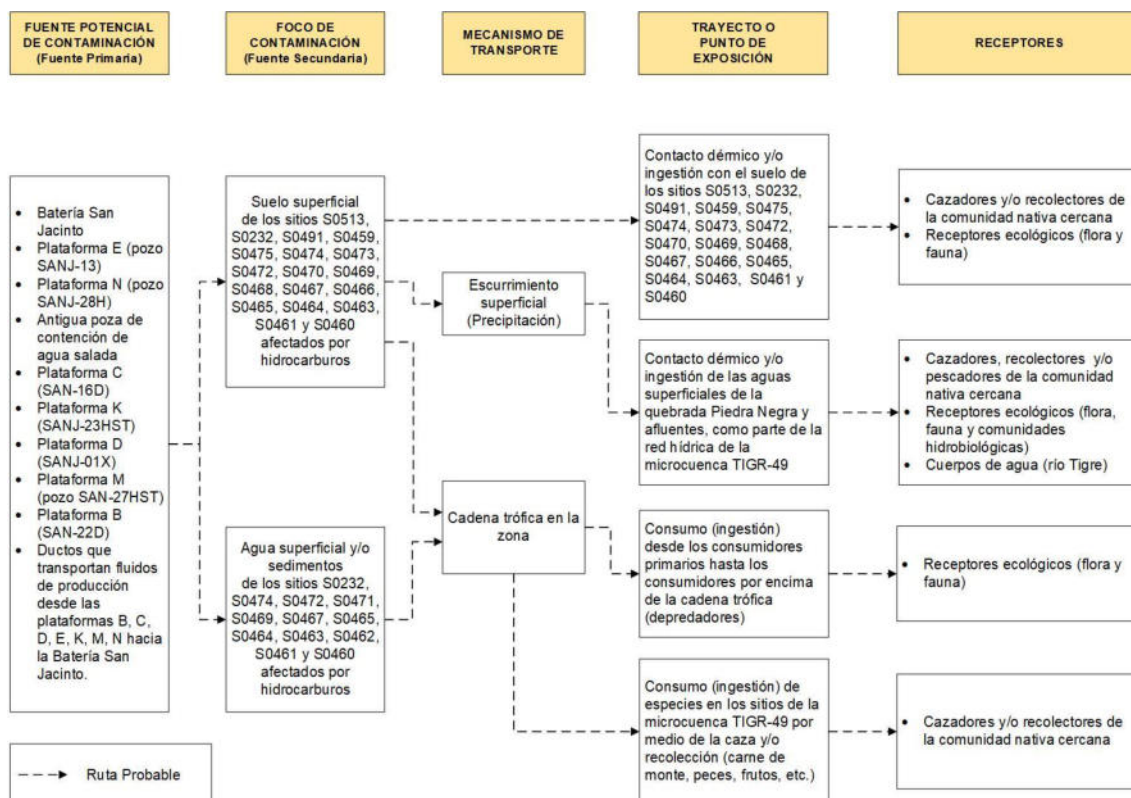 FUENTE POTENCIAL
DE CONTAMINACIÓN
(Fuente Primaria)
FOCO DE
CONTAMINACIÓN
(Fuente Secundaria)
MECANISMO DE
TRANSPORTE
TRAYECTO O
PUNTO DE
EXPOSICIÓN
RECEPTORES
• Batería San
Jacinto
• Plataforma E (pozo
SANJ-13)
• Plataforma N (pozo
SANJ-28H)
• Antigua poza de
contención de
agua salada
• Plataforma C
(SAN-16D)
• Plataforma K
(SANJ-23HST)
• Plataforma D
(SANJ-01X)
• Plataforma M
(pozo SAN-27HST)
• Plataforma B
(SAN-22D)
• Ductos que
transportan fluidos
de producción
desde las
plataformas B, C,
D, E, K, M, N hacia
la Batería San
Jacinto.
Suelo superficial
de los sitios S0513,
S0232, S0491, S0459,
S0475, S0474, S0473,
S0472, S0470, S0469,
S0468, S0467, S0466,
S0465, S0464, S0463,
S0461 y S0460
afectados por
hidrocarburos
Agua superficial y/o
sedimentos
de los sitios S0232,
S0474, S0472, S0471,
S0469, S0467, S0465,
S0464, S0463, S0462,
S0461 y S0460
afectados por
hidrocarburos
Escurrimiento
superficial
(Precipitación)
Cadena trófica en la
zona
Contacto dérmico y/o
ingestión con el suelo de
los sitios S0513, S0232,
S0491, S0459, S0475,
S0474, S0473, S0472,
S0470, S0469, S0468,
S0467, S0466, S0465,
S0464, S0463, S0461 y
S0460
Contacto dérmico y/o
ingestión de las aguas
superficiales de la
quebrada Piedra Negra y
afluentes, como parte de la
red hídrica de la
microcuenca TIGR-49
Consumo (ingestión)
desde los consumidores
primarios hasta los
consumidores por encima
de la cadena trófica
(depredadores)
Consumo (ingestión) de
especies en los sitios de la
microcuenca TIGR-49 por
medio de la caza y/o
recolección (carne de
monte, peces, frutos, etc.)
• Cazadores y/o recolectores de
la comunidad nativa cercana
• Receptores ecológicos (flora y
fauna)
• Cazadores, recolectores y/o
pescadores de la comunidad
nativa cercana
• Receptores ecológicos (flora,
fauna y comunidades
hidrobiológicas)
• Cuerpos de agua (río Tigre)
• Receptores ecológicos (flora y
fauna)
• Cazadores y/o recolectores de
la comunidad nativa cercana
Ruta Probable